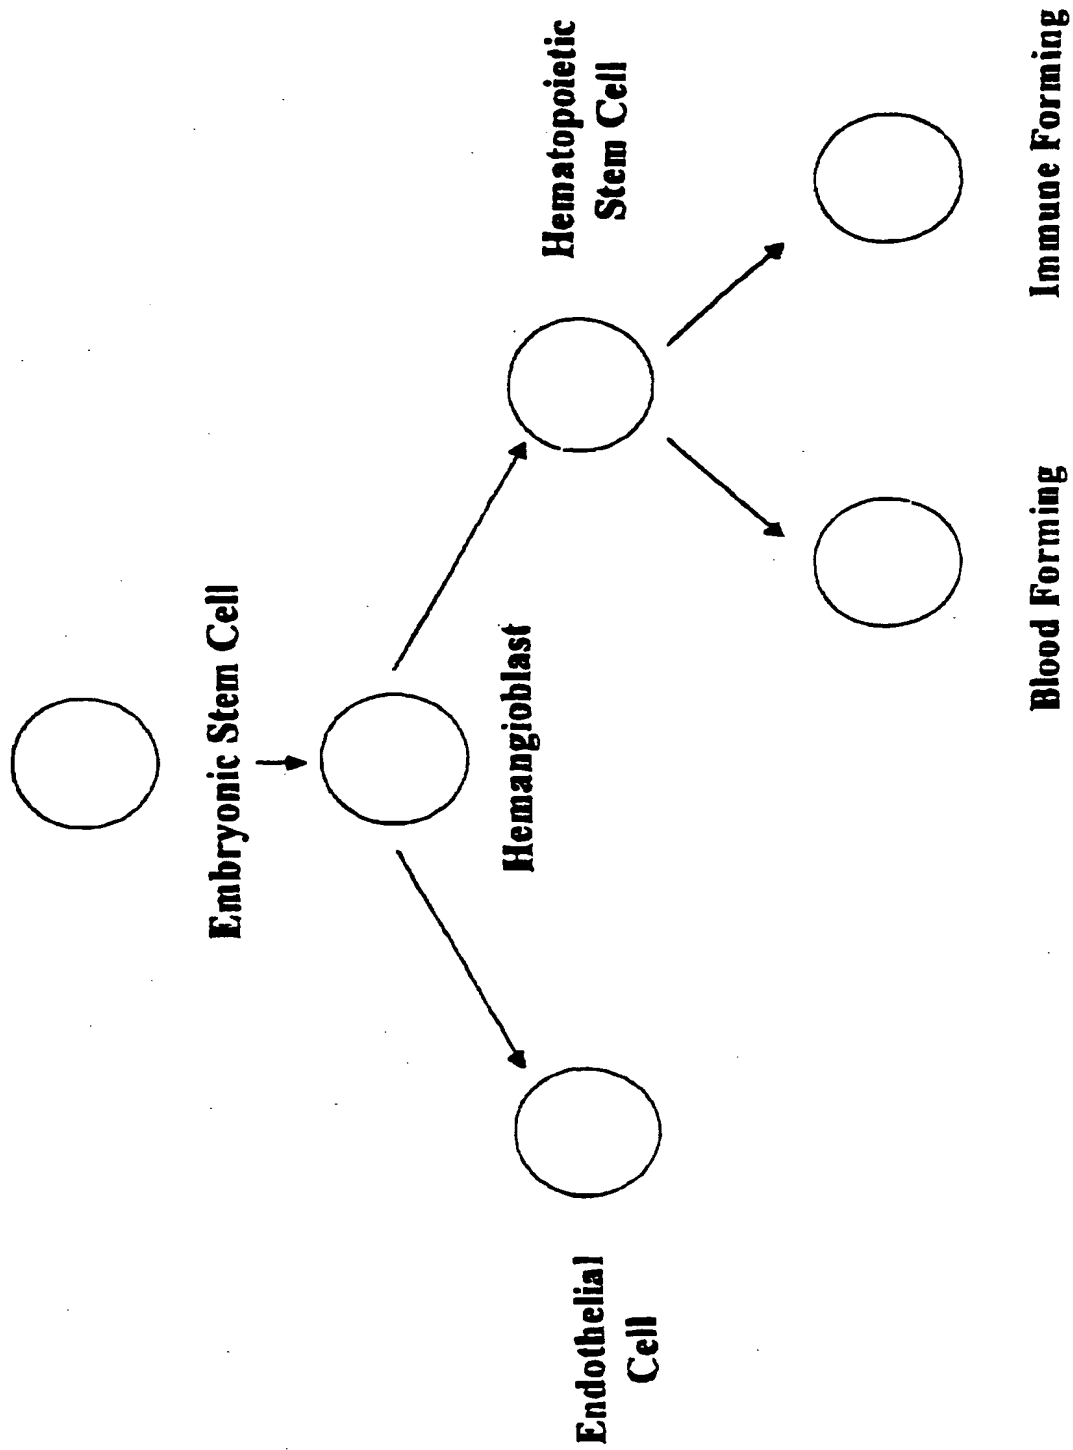 Embryonic Stem Cell
Hemangioblast
Endothelial
Cell
Hematopoietic
Stem Cell
Blood Forming
Immune Forming